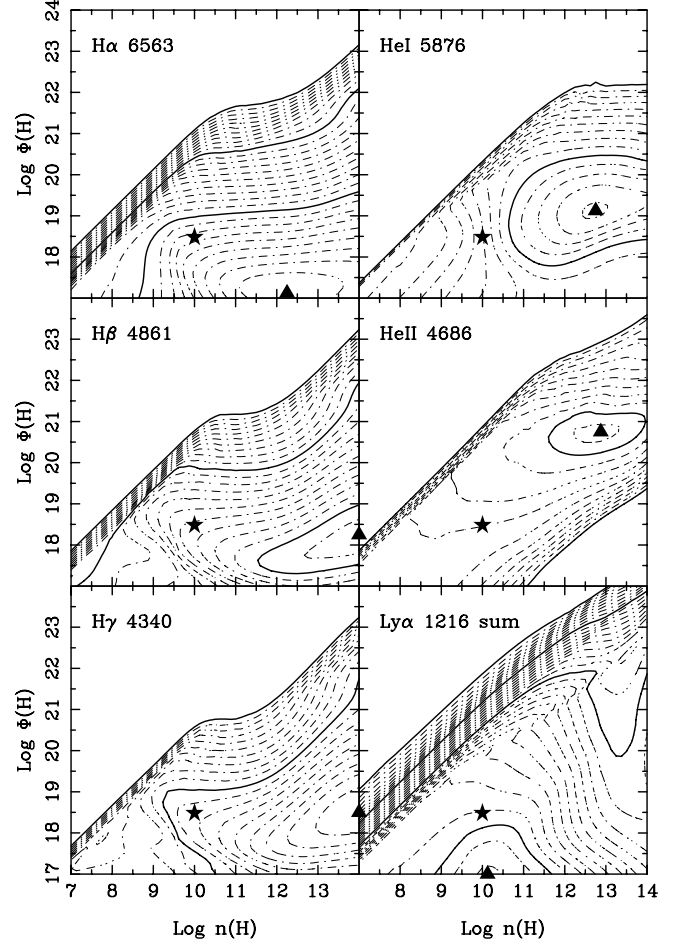 Hα 6563
HeI 5876
Hβ 4861
HeII 4686
Hγ 4340
Lyα 1216 sum
24
23
22
21
20
19
18
Log Φ(H)
23
22
21
20
19
18
Log Φ(H)
23
22
21
20
19
18
17
Log Φ(H)
7 8 9 10 11 12 13
8 9 10 11 12 13 14
Log n(H)
Log n(H)